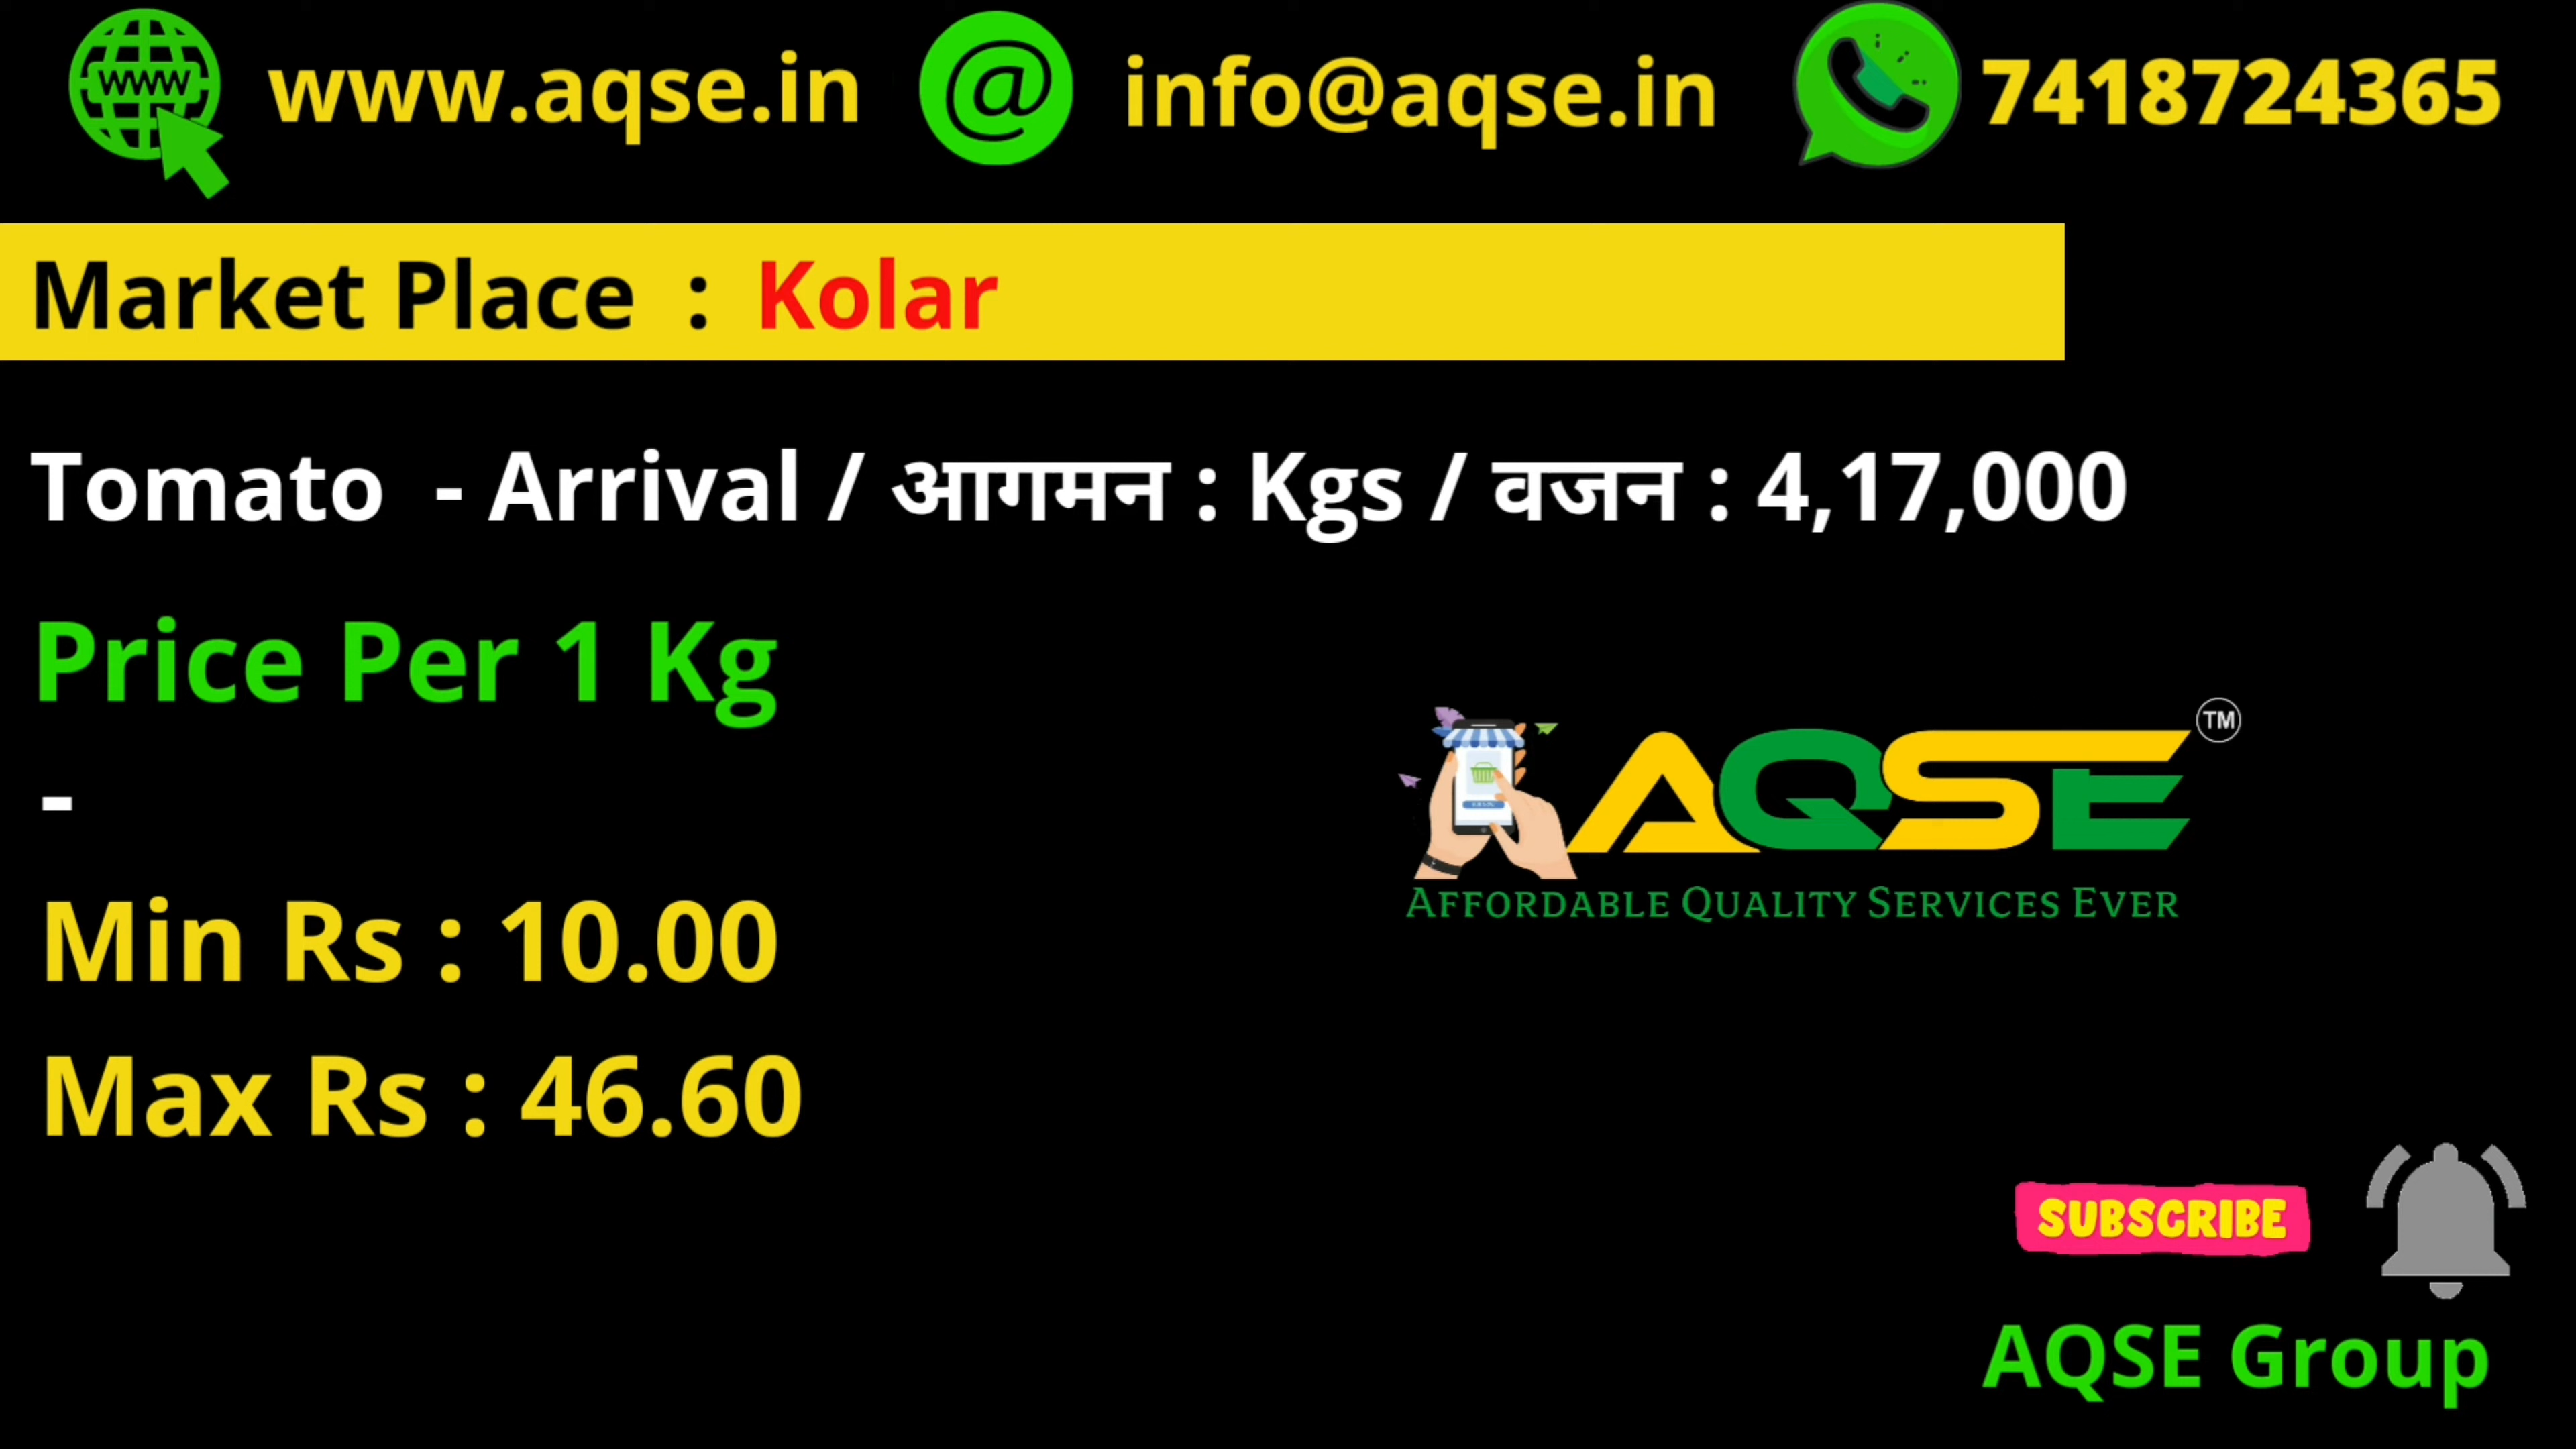 www www.aqse.in @ info@aqse.in 7418724365
Market Place : Kolar
Tomato - Arrival / आगमन : Kgs / वजन : 4,17,000
Price Per 1 Kg
-
Min Rs : 10.00
Max Rs : 46.60
AQSE TM
AFFORDABLE QUALITY SERVICES EVER
SUBSCRIBE
AQSE Group